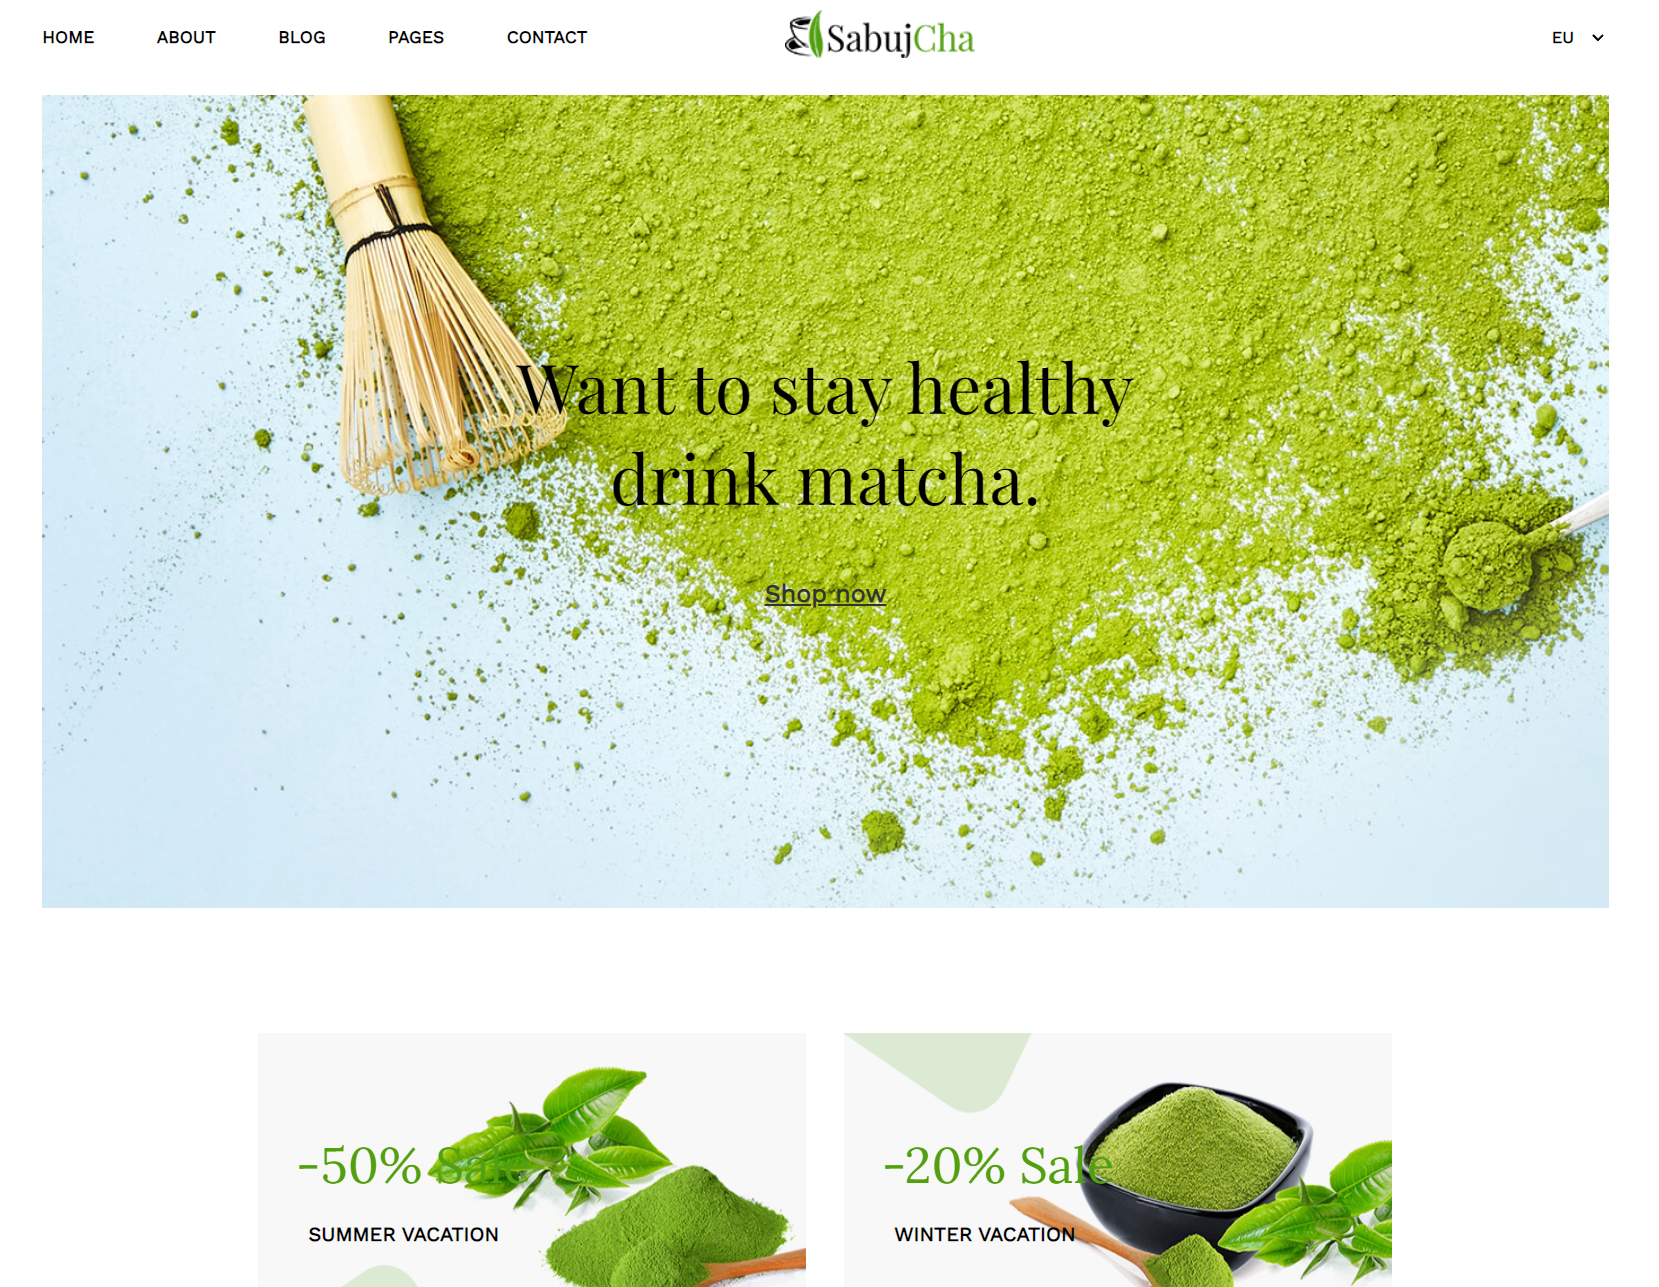 HOME ABOUT BLOG PAGES CONTACT SabujCha EU
Want to stay healthy
drink matcha.
Shop now
-50% Sale
SUMMER VACATION
-20% Sale
WINTER VACATION